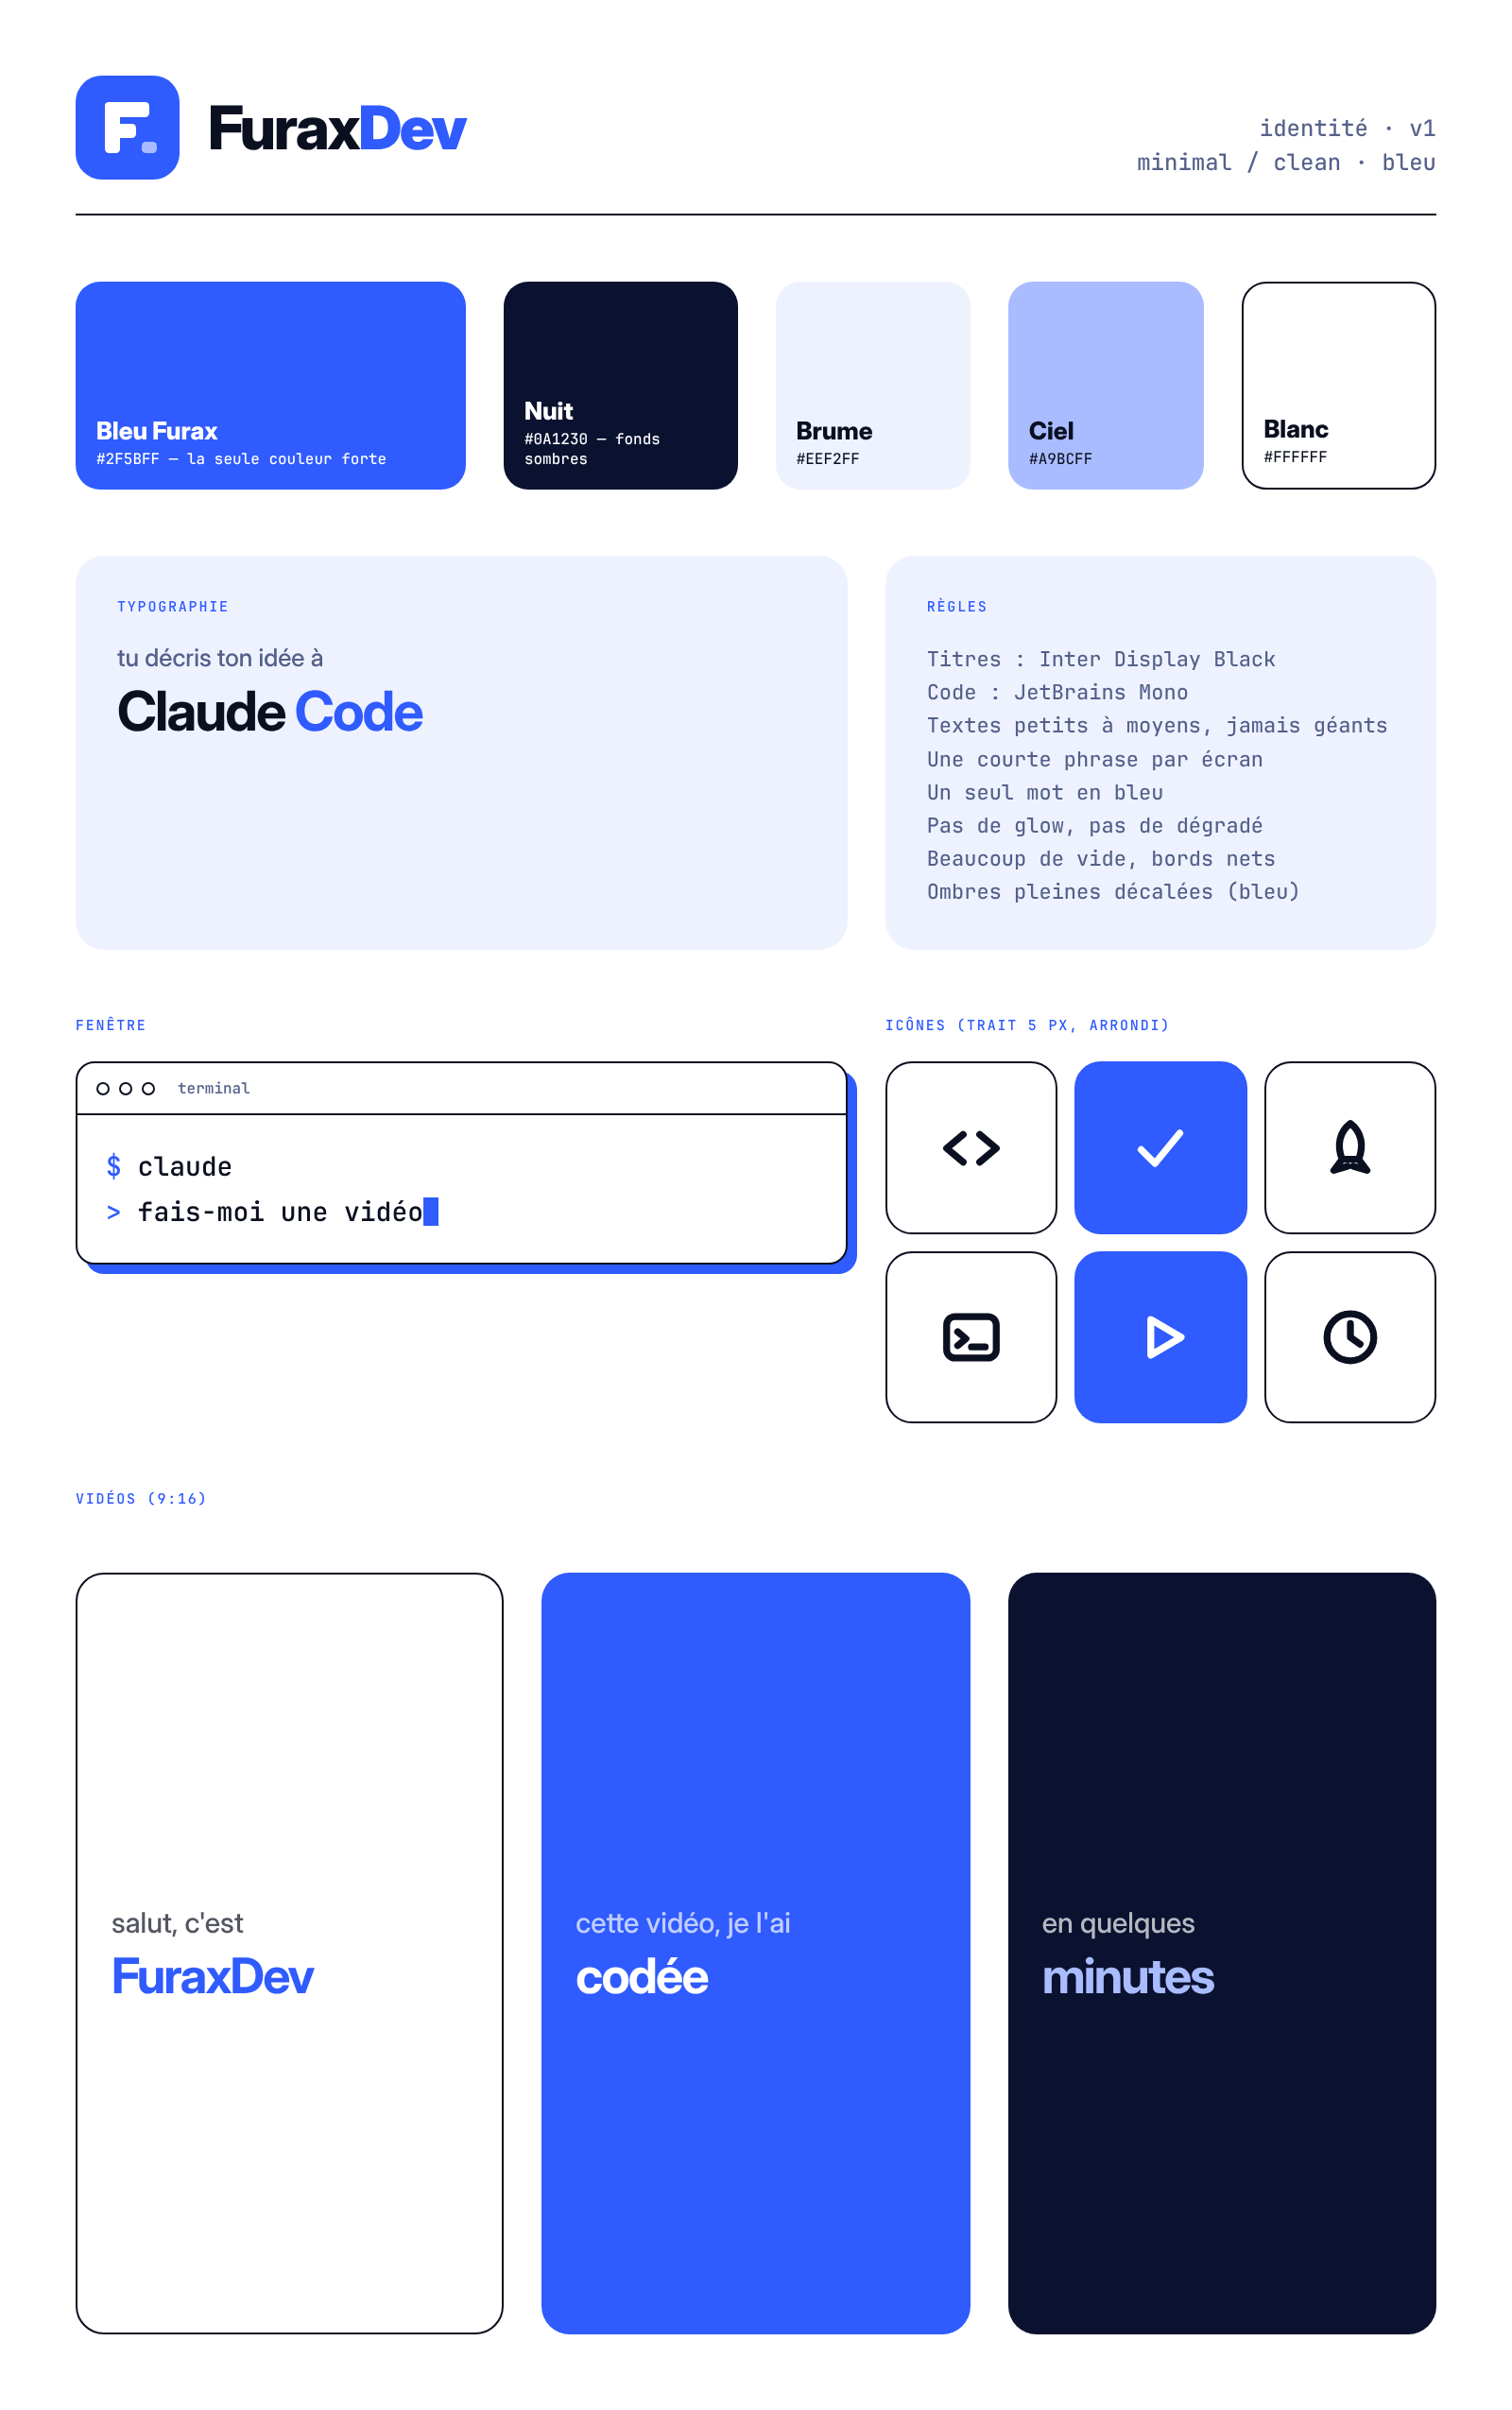 F.
FuraxDev
identité · v1
minimal / clean · bleu
Bleu Furax
#2F5BFF — la seule couleur forte
Nuit
#0A1230 — fonds
sombres
Brume
#EEF2FF
Ciel
#A9BCFF
Blanc
#FFFFFF
TYPOGRAPHIE
tu décris ton idée à
Claude Code
RÈGLES
Titres : Inter Display Black
Code : JetBrains Mono
Textes petits à moyens, jamais géants
Une courte phrase par écran
Un seul mot en bleu
Pas de glow, pas de dégradé
Beaucoup de vide, bords nets
Ombres pleines décalées (bleu)
FENÊTRE
terminal
$ claude
> fais-moi une vidéo
ICÔNES (TRAIT 5 PX, ARRONDI)
VIDÉOS (9:16)
salut, c'est
FuraxDev
cette vidéo, je l'ai
codée
en quelques
minutes